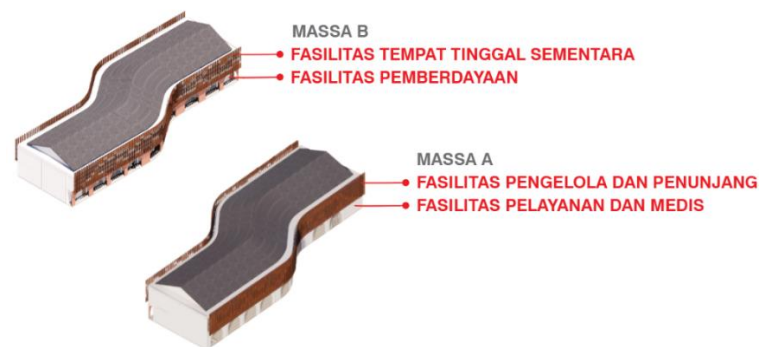 MASSA B
FASILITAS TEMPAT TINGGAL SEMENTARA
FASILITAS PEMBERDAYAAN
MASSA A
FASILITAS PENGELOLA DAN PENUNJANG
FASILITAS PELAYANAN DAN MEDIS